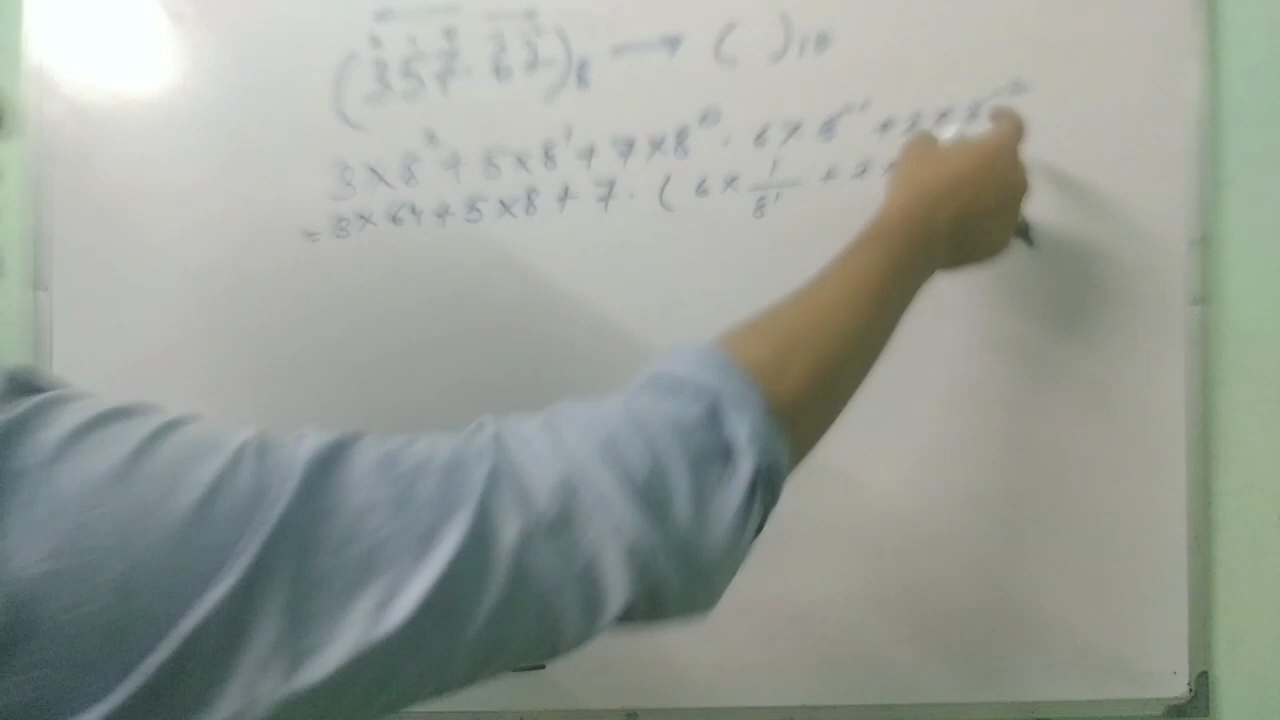 (357.62)₈ → ( )₁₀
3×8²+5×8¹+7×8⁰. 6×8⁻¹+2×8⁻²
=3×64+5×8+7.(6×1/8¹+2×